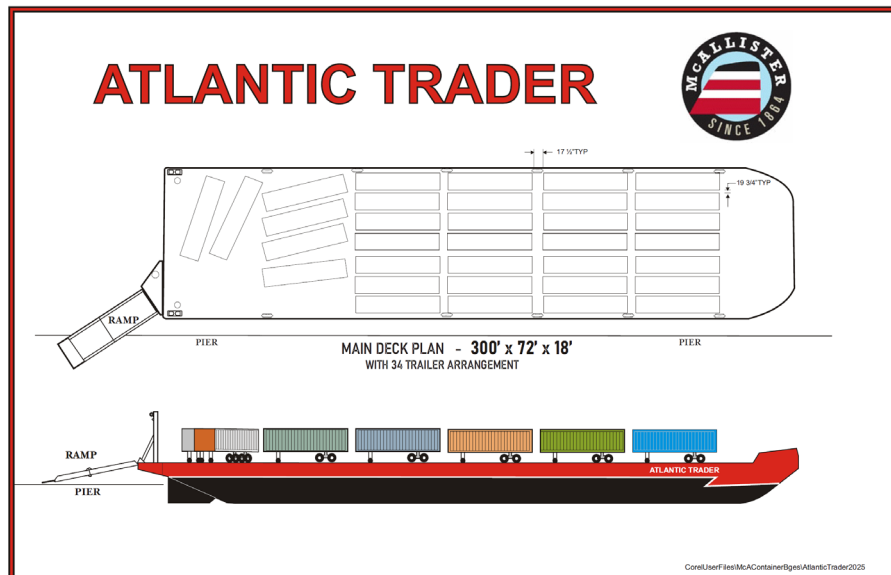 ATLANTIC TRADER
McALLISTER
SINCE 1864
17 ½"TYP
19 3/4"TYP
RAMP
PIER
PIER
MAIN DECK PLAN - 300' x 72' x 18'
WITH 34 TRAILER ARRANGEMENT
RAMP
PIER
ATLANTIC TRADER
CorelUserFiles\McAContainerBges\AtlanticTrader2025